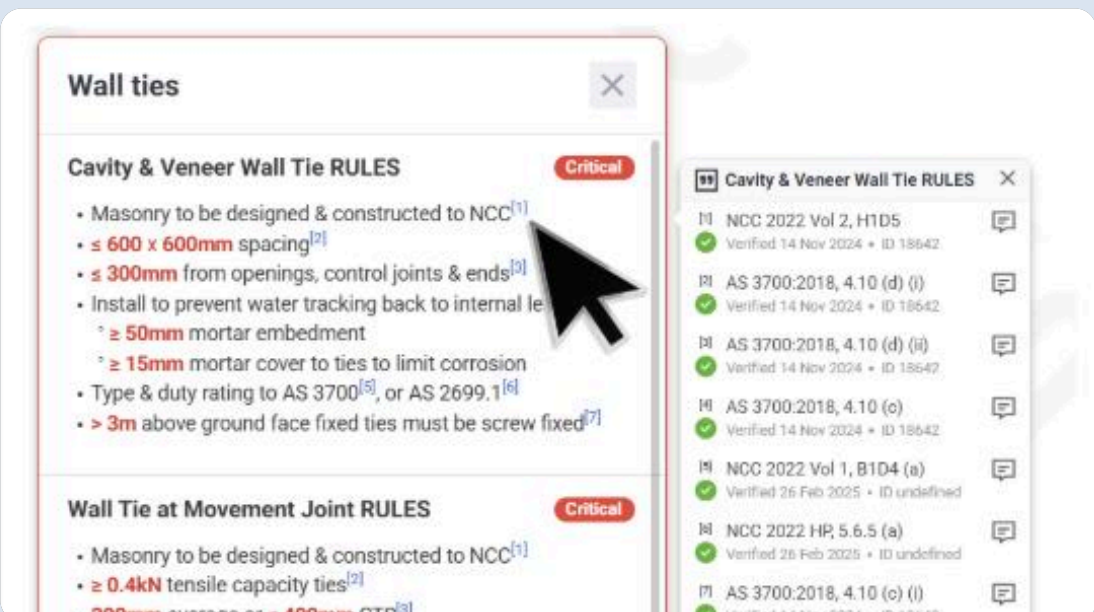 Wall ties
Cavity & Veneer Wall Tie RULES
Critical
• Masonry to be designed & constructed to NCC[1]
• ≤ 600 x 600mm spacing[2]
• ≤ 300mm from openings, control joints & ends[3]
• Install to prevent water tracking back to internal le
° ≥ 50mm mortar embedment
° ≥ 15mm mortar cover to ties to limit corrosion
• Type & duty rating to AS 3700[5], or AS 2699.1[6]
• > 3m above ground face fixed ties must be screw fixed[7]
Wall Tie at Movement Joint RULES
Critical
• Masonry to be designed & constructed to NCC[1]
• ≥ 0.4kN tensile capacity ties[2]
Cavity & Veneer Wall Tie RULES
[1] NCC 2022 Vol 2, H1D5
Verified 14 Nov 2024 • ID 18642
[2] AS 3700:2018, 4.10 (d) (i)
Verified 14 Nov 2024 • ID 18642
[3] AS 3700:2018, 4.10 (d) (ii)
Verified 14 Nov 2024 • ID 18642
[4] AS 3700:2018, 4.10 (c)
Verified 14 Nov 2024 • ID 18642
[5] NCC 2022 Vol 1, B1D4 (a)
Verified 26 Feb 2025 • ID undefined
[6] NCC 2022 HP, 5.6.5 (a)
Verified 26 Feb 2025 • ID undefined
[7] AS 3700:2018, 4.10 (c) (i)